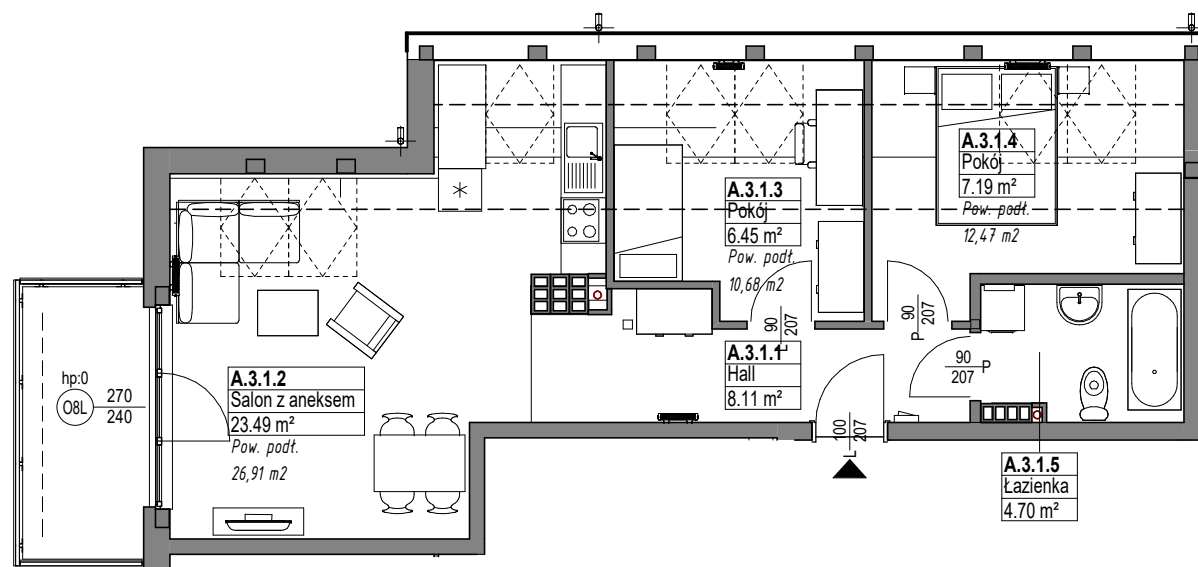 A.3.1.4
Pokój
7.19 m²
Pow. podł.
12,47 m2
A.3.1.3
Pokój
6.45 m²
Pow. podł.
10,68 m2
90
207
L
90
207
P
A.3.1.1
Hall
8.11 m²
90
207
P
A.3.1.2
Salon z aneksem
23.49 m²
Pow. podł.
26,91 m2
hp:0
O8L
270
240
100
207
L
A.3.1.5
Łazienka
4.70 m²